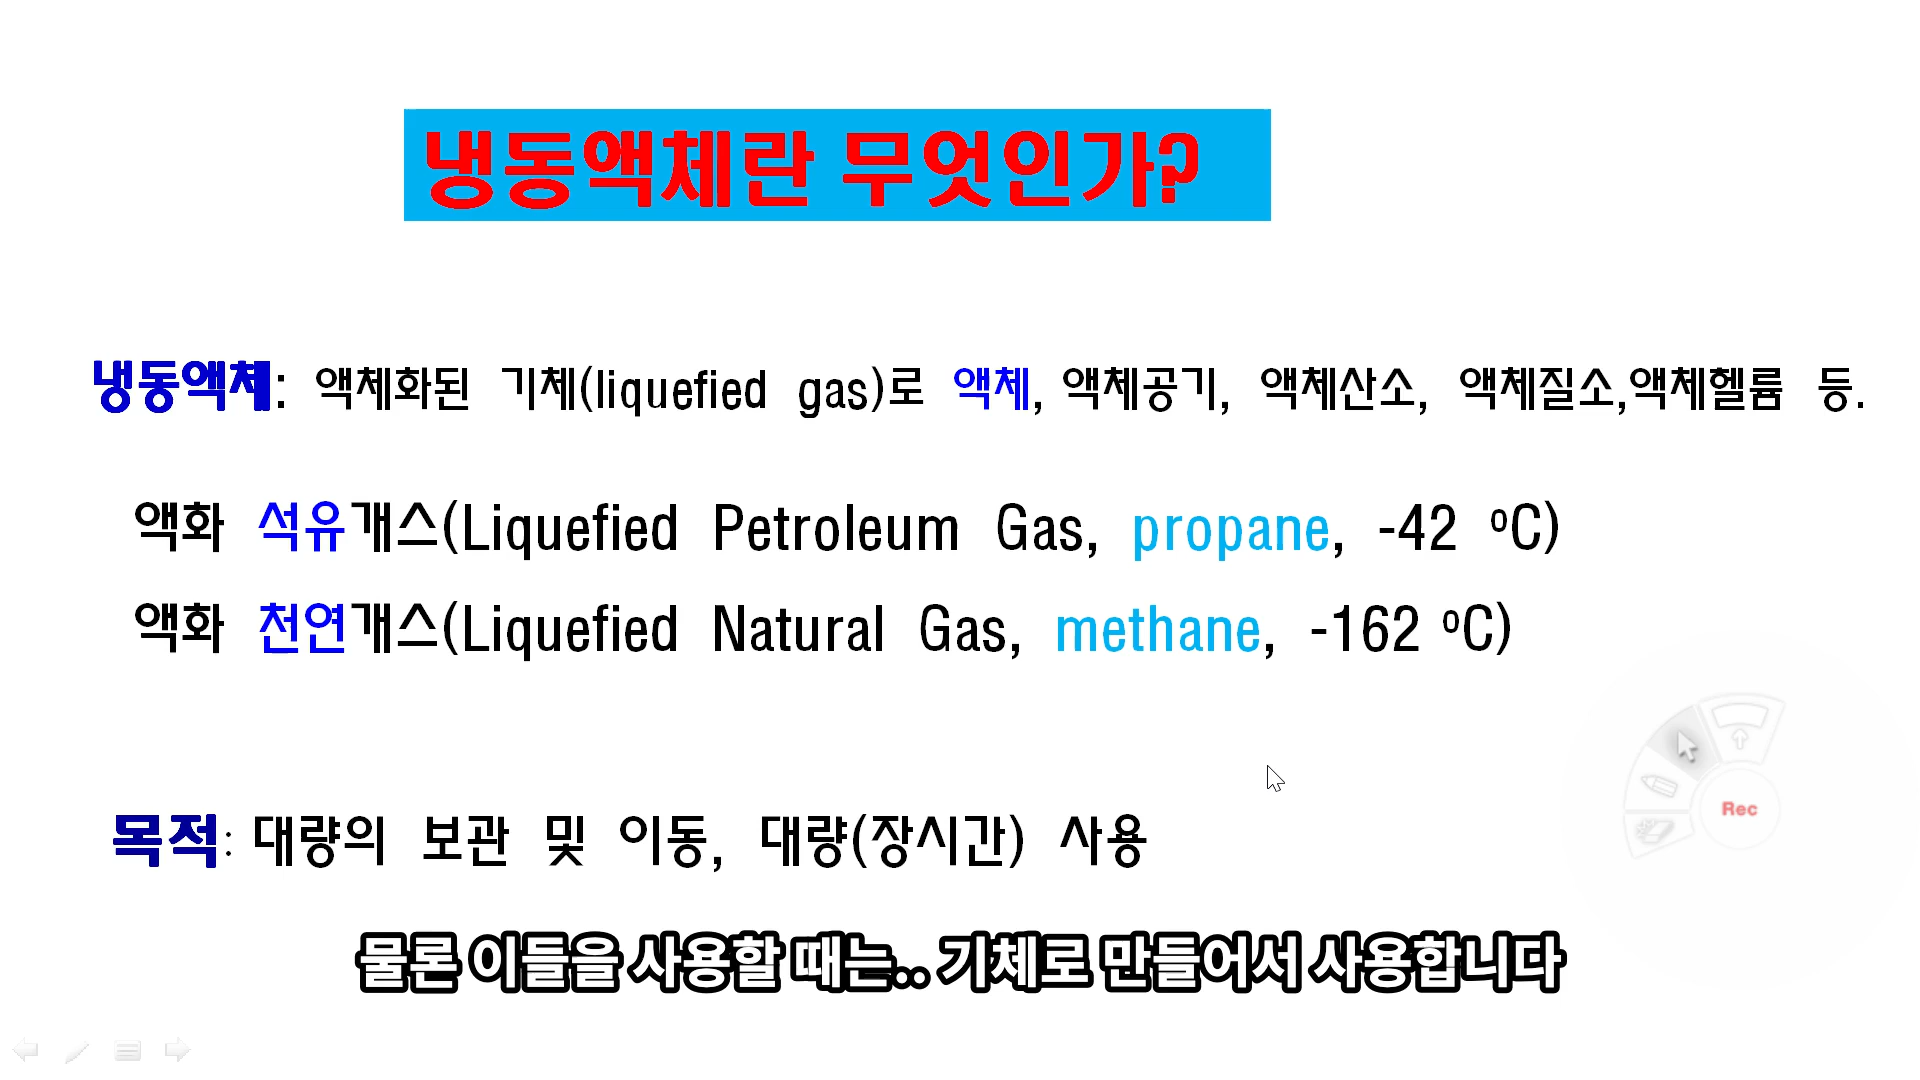 냉동액체란 무엇인가?
냉동액체: 액체화된 기체(liquefied gas)로 액체, 액체공기, 액체산소, 액체질소,액체헬륨 등.
액화 석유개스(Liquefied Petroleum Gas, propane, -42 ºC)
액화 천연개스(Liquefied Natural Gas, methane, -162 ºC)
Rec
목적: 대량의 보관 및 이동, 대량(장시간) 사용
물론 이들을 사용할 때는.. 기체로 만들어서 사용합니다